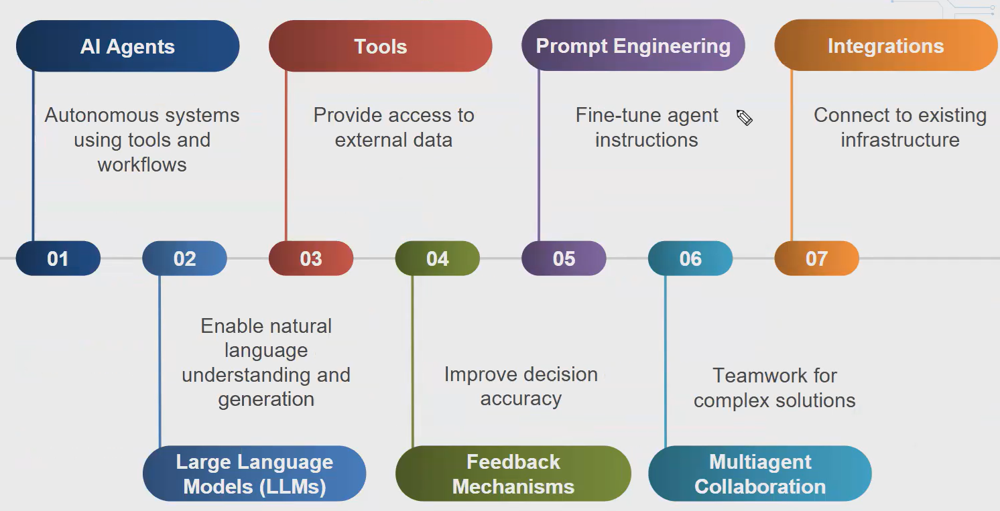 AI Agents
Tools
Prompt Engineering
Integrations
Autonomous systems
using tools and
workflows
Provide access to
external data
Fine-tune agent
instructions
Connect to existing
infrastructure
01
02
03
04
05
06
07
Enable natural
language
understanding and
generation
Improve decision
accuracy
Teamwork for
complex solutions
Large Language
Models (LLMs)
Feedback
Mechanisms
Multiagent
Collaboration